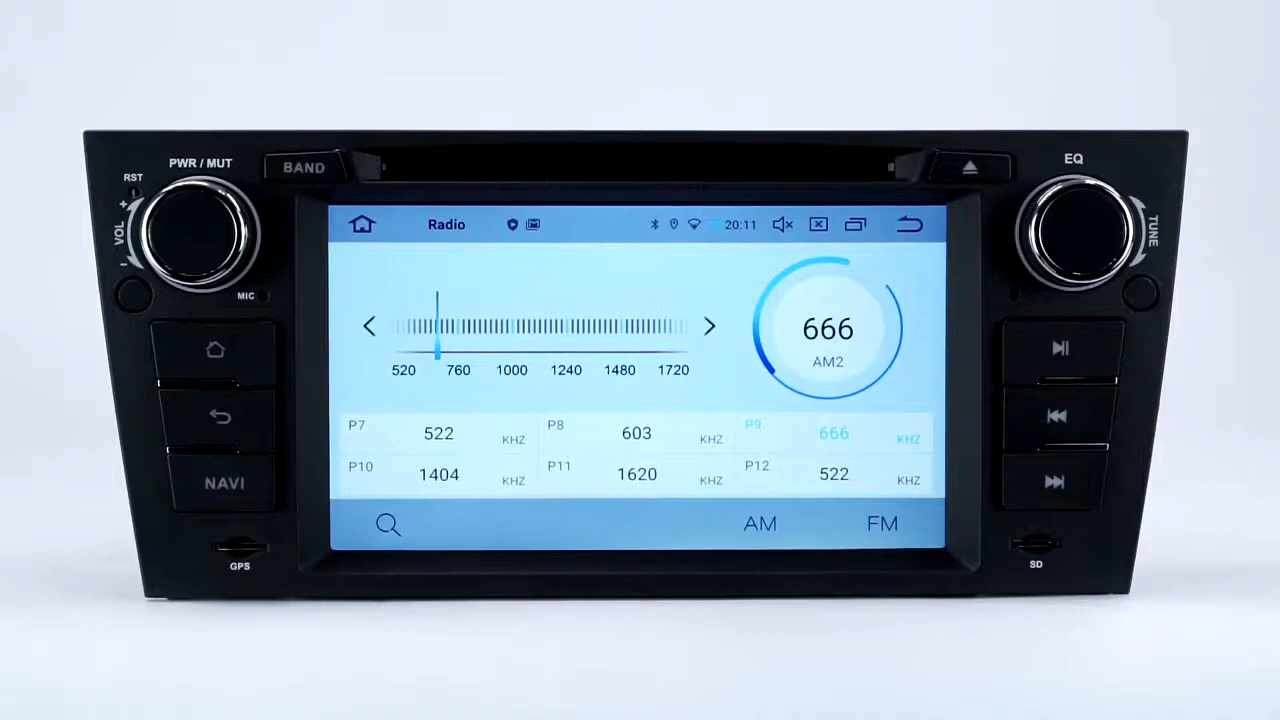 PWR / MUT
BAND
EQ
RST
+
VOL
−
TUNE
MIC
Radio
20:11
666
AM2
520 760 1000 1240 1480 1720
P7 522 KHZ P8 603 KHZ P9 666 KHZ
P10 1404 KHZ P11 1620 KHZ P12 522 KHZ
AM FM
NAVI
GPS
SD